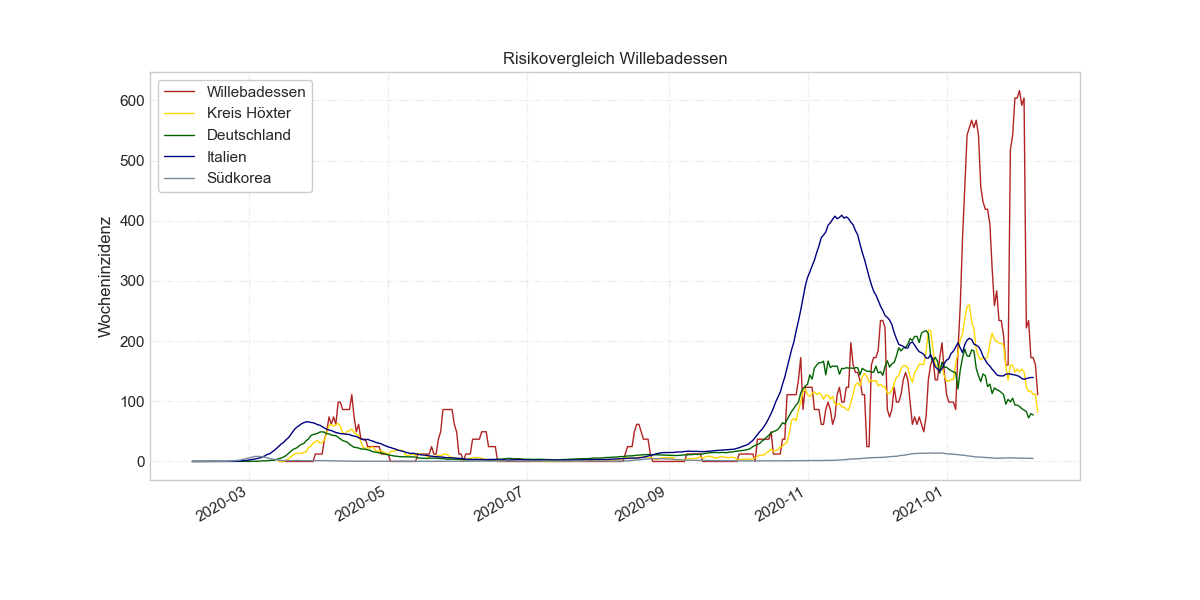 Risikovergleich Willebadessen
Willebadessen
Kreis Höxter
Deutschland
Italien
Südkorea
Wocheninzidenz
600
500
400
300
200
100
0
2020-03
2020-05
2020-07
2020-09
2020-11
2021-01